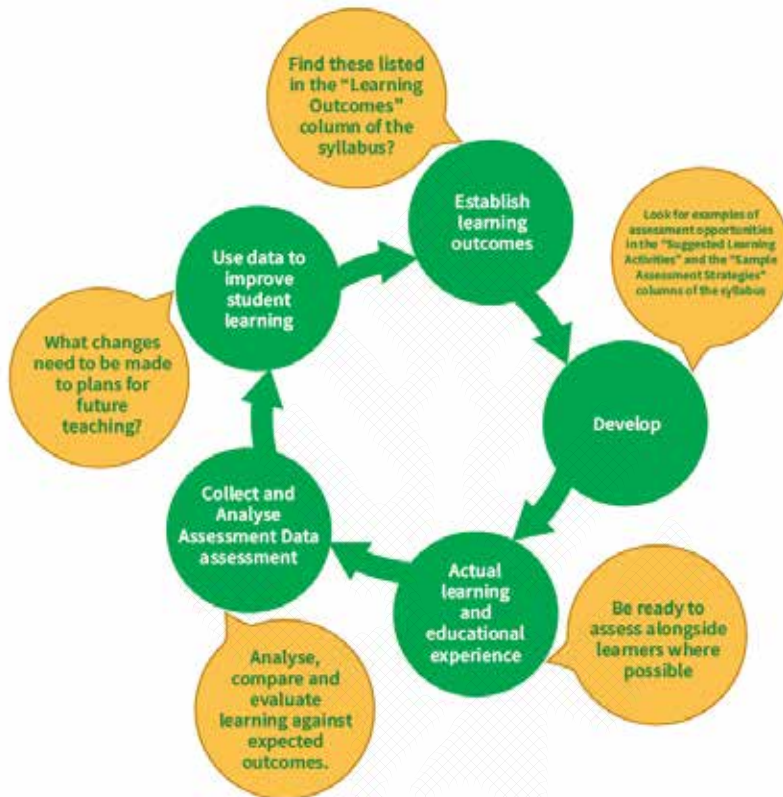 Find these listed
in the "Learning
Outcomes"
column of the
syllabus?
Establish
learning
outcomes
Look for examples of
assessment opportunities
in the "Suggested Learning
Activities" and the "Sample
Assessment Strategies"
columns of the syllabus
Develop
Be ready to
assess alongside
learners where
possible
Actual
learning
and
educational
experience
Collect and
Analyse
Assessment Data
assessment
Analyse,
compare and
evaluate
learning against
expected
outcomes.
Use data to
improve
student
learning
What changes
need to be made
to plans for
future
teaching?